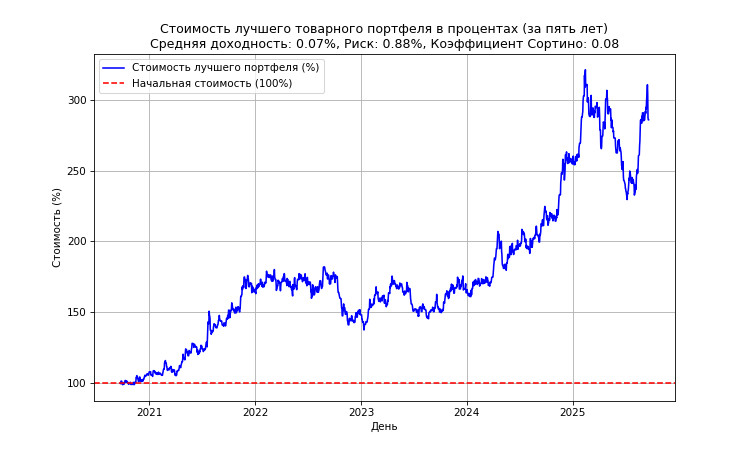 Стоимость лучшего товарного портфеля в процентах (за пять лет)
Средняя доходность: 0.07%, Риск: 0.88%, Коэффициент Сортино: 0.08
Стоимость лучшего портфеля (%)
Начальная стоимость (100%)
Стоимость (%)
300
250
200
150
100
2021 2022 2023 2024 2025
День